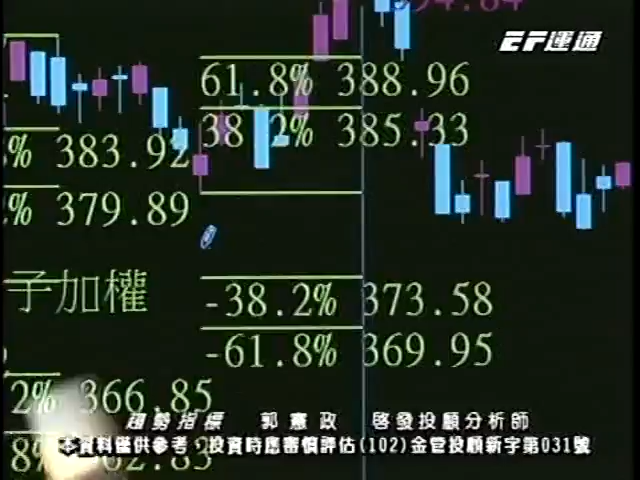 EF運通
61.8% 388.96
38.2% 385.33
% 383.92
2% 379.89
子加權
-38.2% 373.58
-61.8% 369.95
2% 366.85
趨勢指標 郭憲政 啓發投顧分析師
本資料僅供參考，投資時應審慎評估(102)金管投顧新字第031號